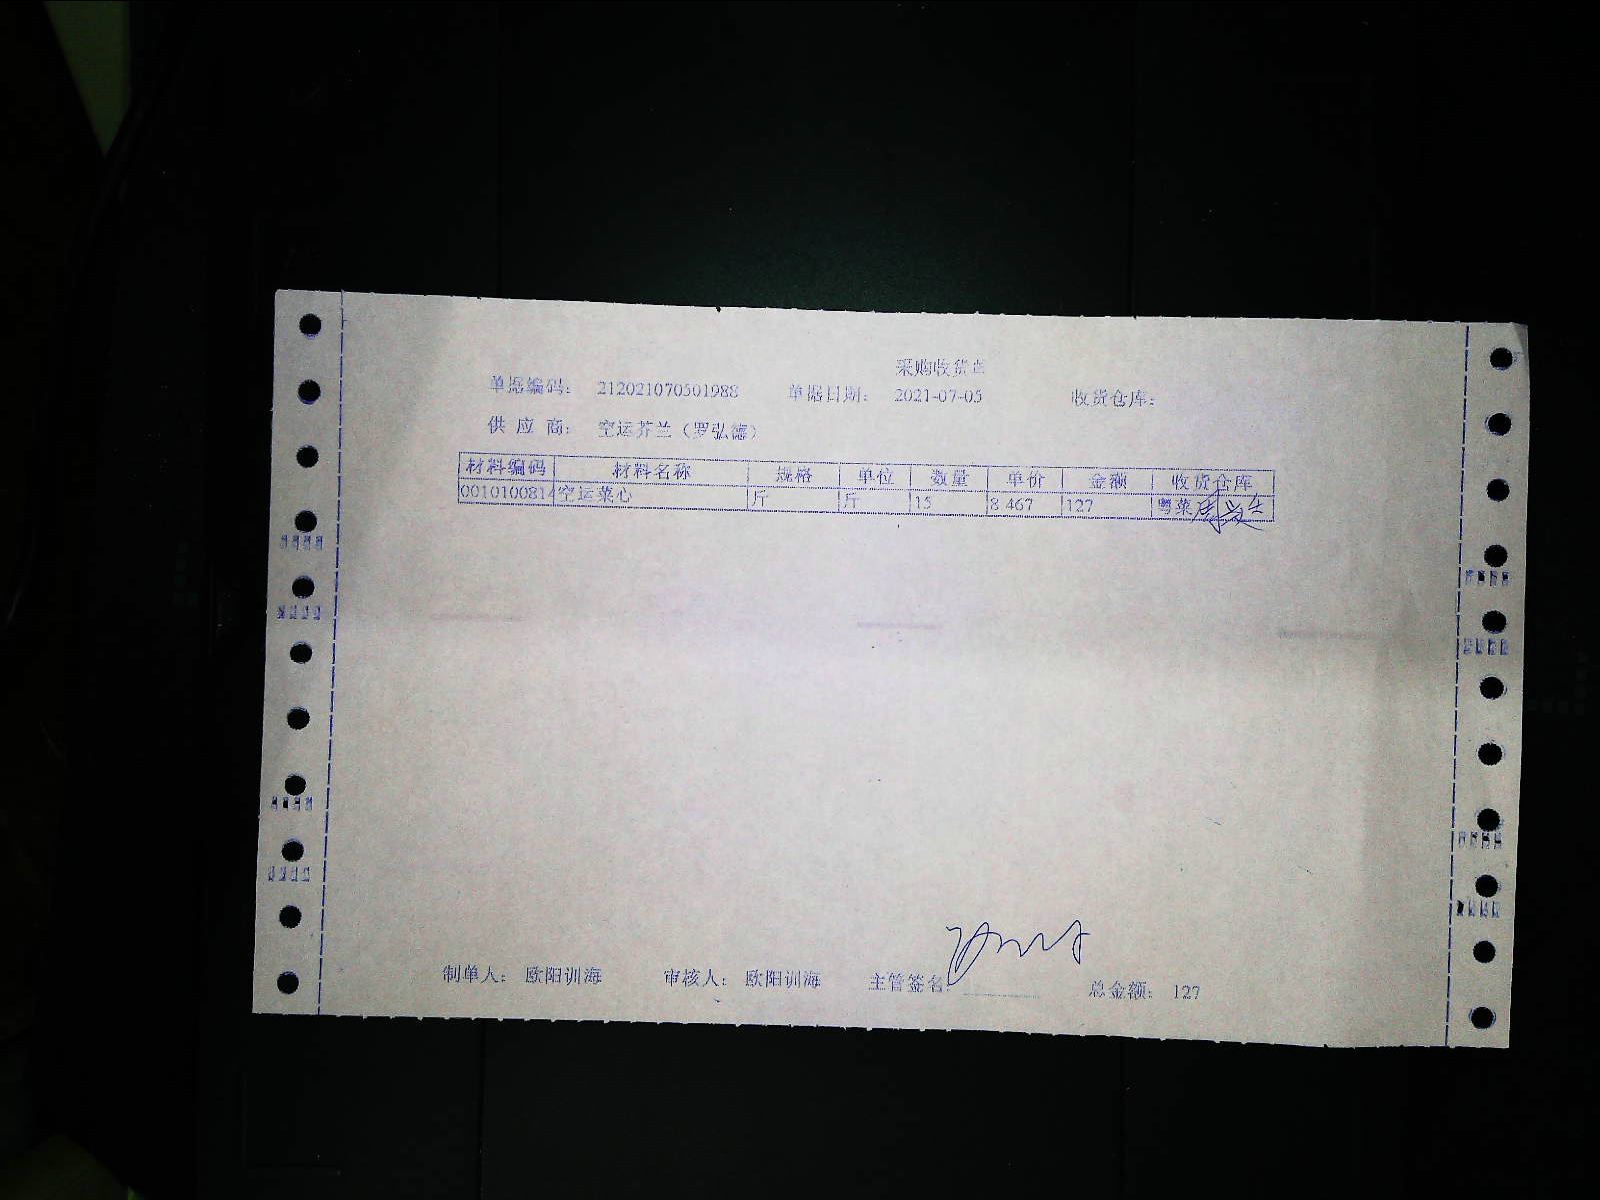 采购收货单
单据编码： 212021070501988 单据日期： 2021-07-05 收货仓库：
供 应 商： 空运芥兰（罗弘德）
材料编码 材料名称 规格 单位 数量 单价 金额 收货仓库
0010100814 空运菜心 斤 斤 15 8.467 127 粤菜
制单人： 欧阳训海 审核人： 欧阳训海 主管签名： 总金额： 127